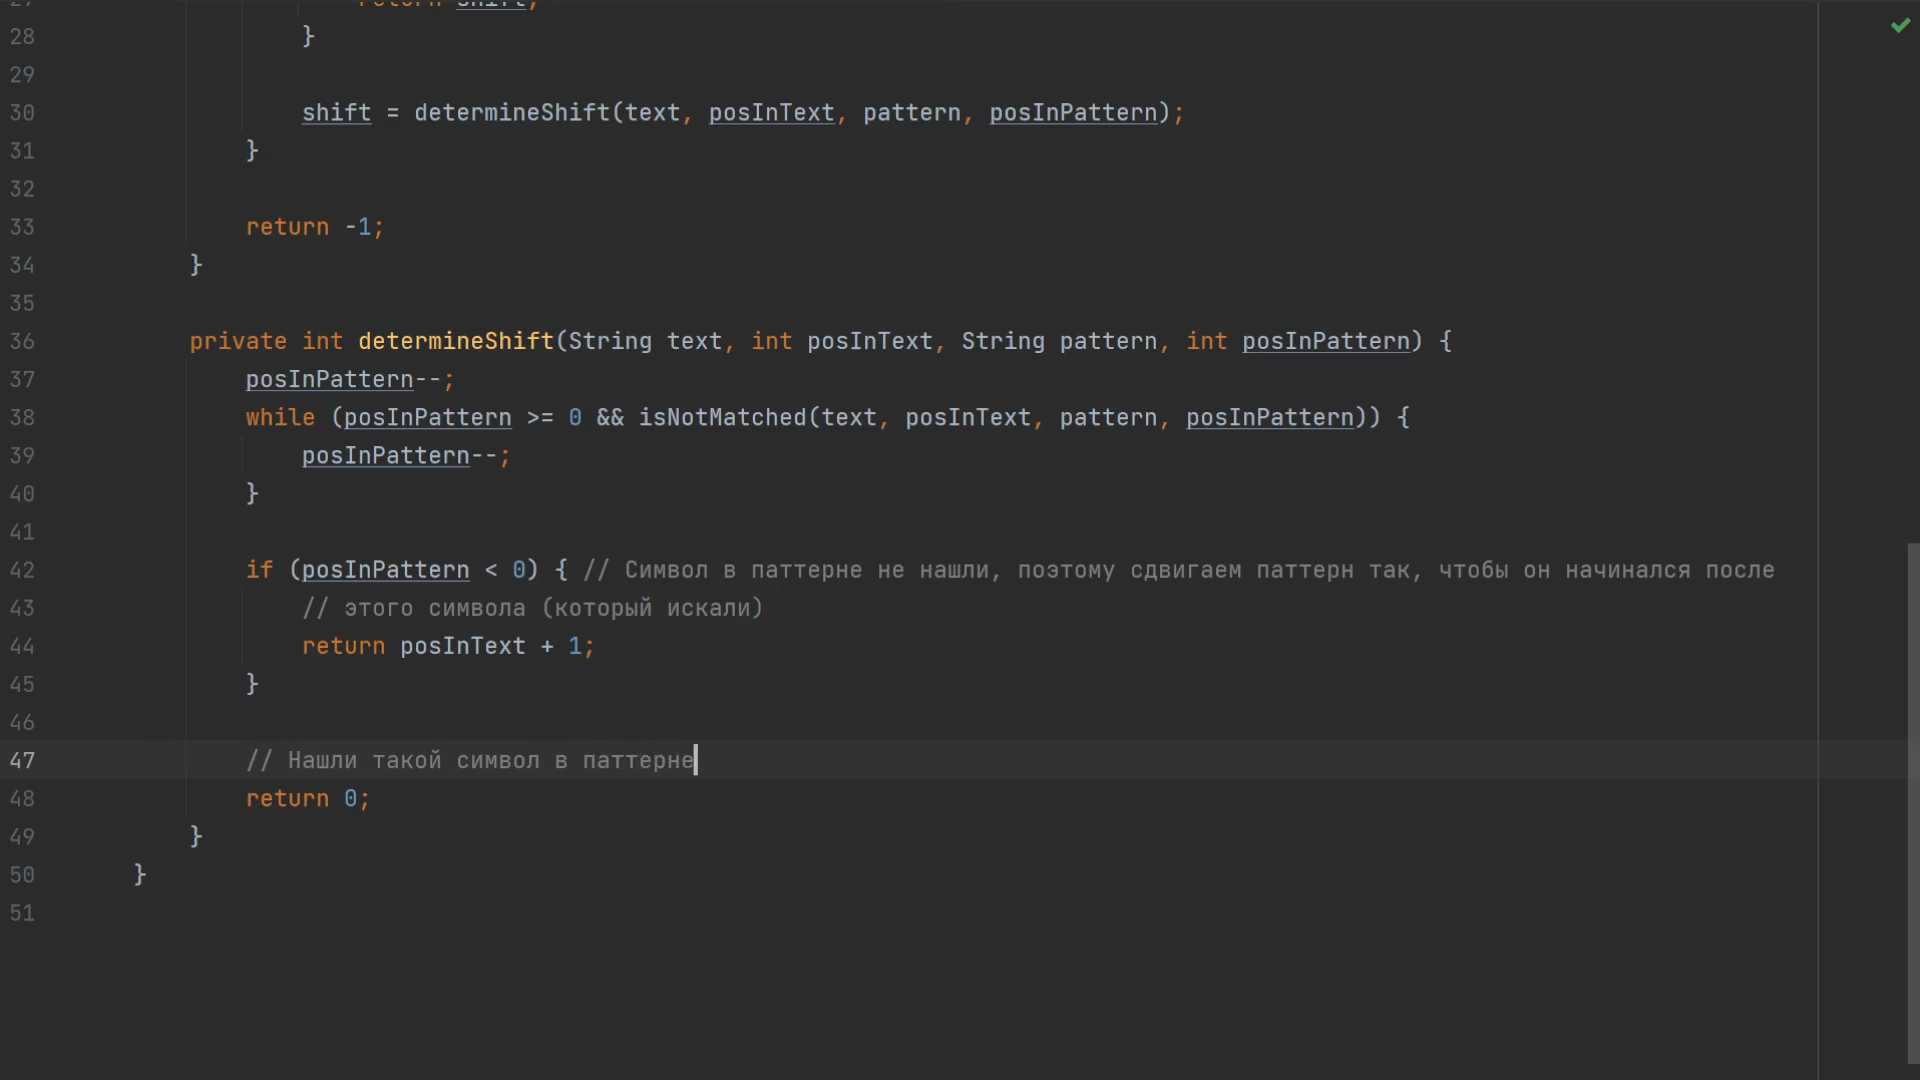 27 return shift;
28 }
29
30 shift = determineShift(text, posInText, pattern, posInPattern);
31 }
32
33 return -1;
34 }
35
36 private int determineShift(String text, int posInText, String pattern, int posInPattern) {
37 posInPattern--;
38 while (posInPattern >= 0 && isNotMatched(text, posInText, pattern, posInPattern)) {
39 posInPattern--;
40 }
41
42 if (posInPattern < 0) { // Символ в паттерне не нашли, поэтому сдвигаем паттерн так, чтобы он начинался после
43 // этого символа (который искали)
44 return posInText + 1;
45 }
46
47 // Нашли такой символ в паттерне
48 return 0;
49 }
50 }
51